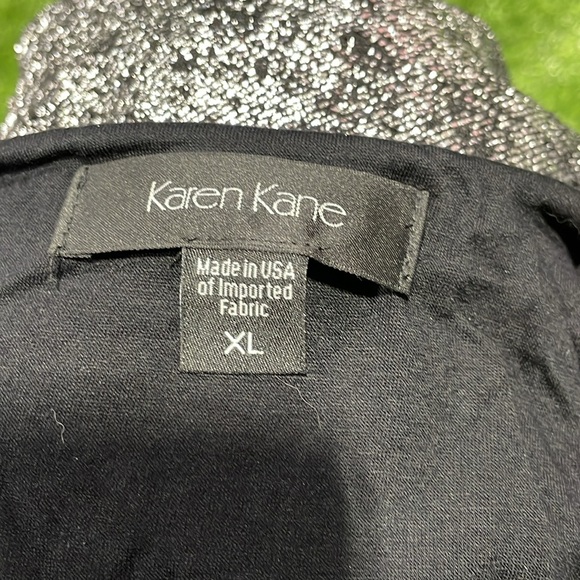 Karen Kane
Made in USA
of Imported
Fabric
XL